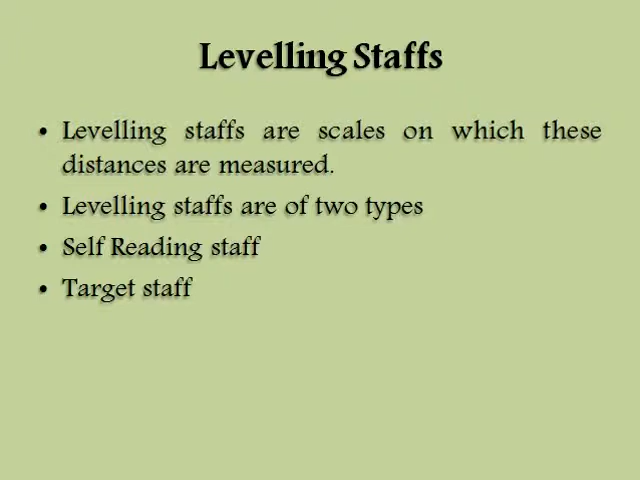 Levelling Staffs
• Levelling staffs are scales on which these
distances are measured.
• Levelling staffs are of two types
• Self Reading staff
• Target staff